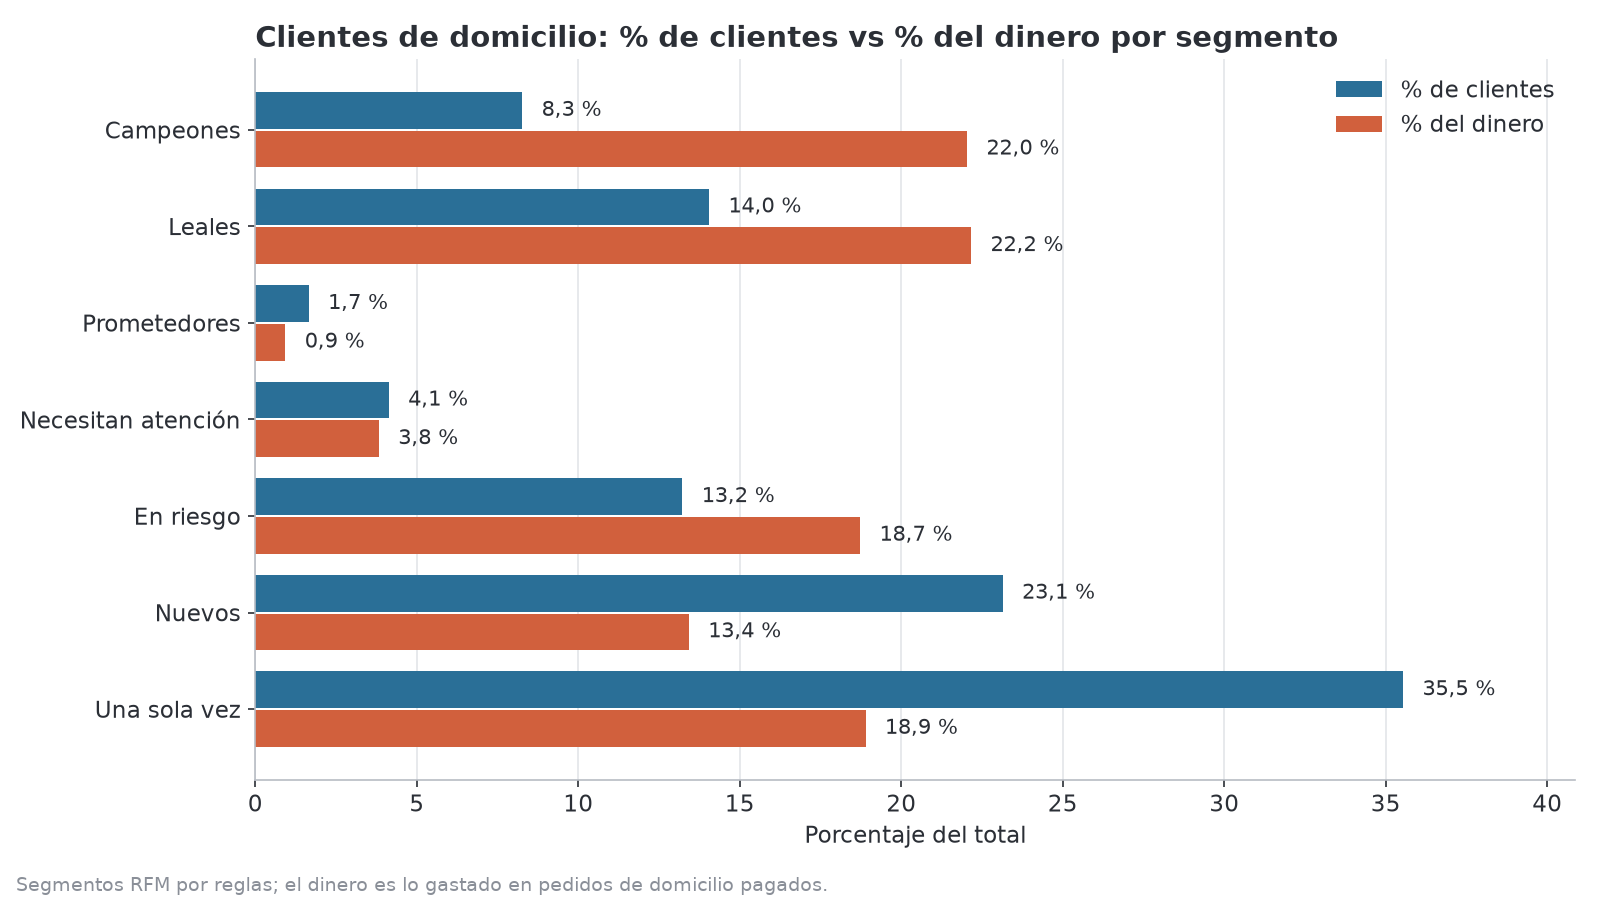 Clientes de domicilio: % de clientes vs % del dinero por segmento
% de clientes
% del dinero
Campeones
8,3 %
22,0 %
Leales
14,0 %
22,2 %
Prometedores
1,7 %
0,9 %
Necesitan atención
4,1 %
3,8 %
En riesgo
13,2 %
18,7 %
Nuevos
23,1 %
13,4 %
Una sola vez
35,5 %
18,9 %
0 5 10 15 20 25 30 35 40
Porcentaje del total
Segmentos RFM por reglas; el dinero es lo gastado en pedidos de domicilio pagados.